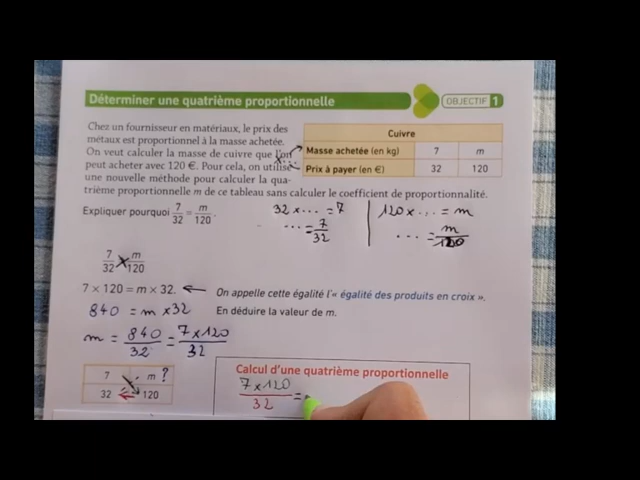 Déterminer une quatrième proportionnelle
OBJECTIF 1
Chez un fournisseur en matériaux, le prix des
métaux est proportionnel à la masse achetée.
On veut calculer la masse de cuivre que l'on
peut acheter avec 120 €. Pour cela, on utilise
une nouvelle méthode pour calculer la qua-
trième proportionnelle m de ce tableau sans calculer le coefficient de proportionnalité.
Cuivre
Masse achetée (en kg) 7 m
Prix à payer (en €) 32 120
Expliquer pourquoi 7/32 = m/120.
32 × ... = 7
... = 7/32
120 × ... = m
... = m/120
7/32 m/120
7 × 120 = m × 32. ← On appelle cette égalité l'« égalité des produits en croix ».
840 = m × 32 En déduire la valeur de m.
m = 840/32 = 7 × 120/32
7 m ?
32 120
Calcul d'une quatrième proportionnelle
7 × 120/32 =